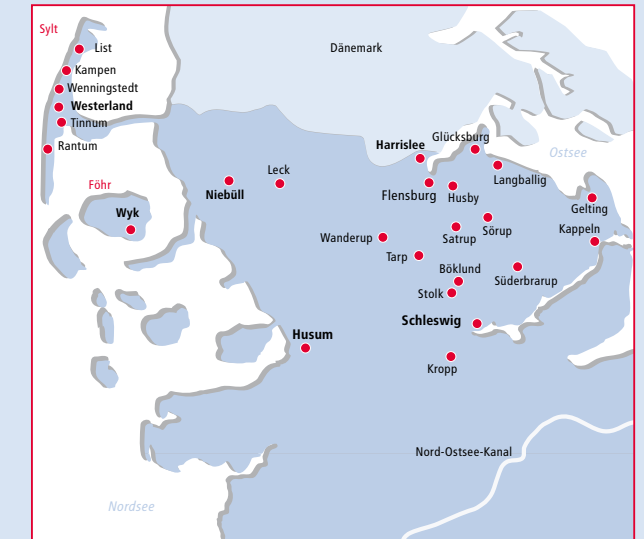 Sylt
List
Dänemark
Kampen
Wenningstedt
Westerland
Tinnum
Rantum
Harrislee
Glücksburg
Ostsee
Langballig
Leck
Föhr
Niebüll
Flensburg
Husby
Gelting
Wyk
Kappeln
Wanderup
Satrup
Sörup
Tarp
Böklund
Süderbrarup
Stolk
Schleswig
Husum
Kropp
Nord-Ostsee-Kanal
Nordsee